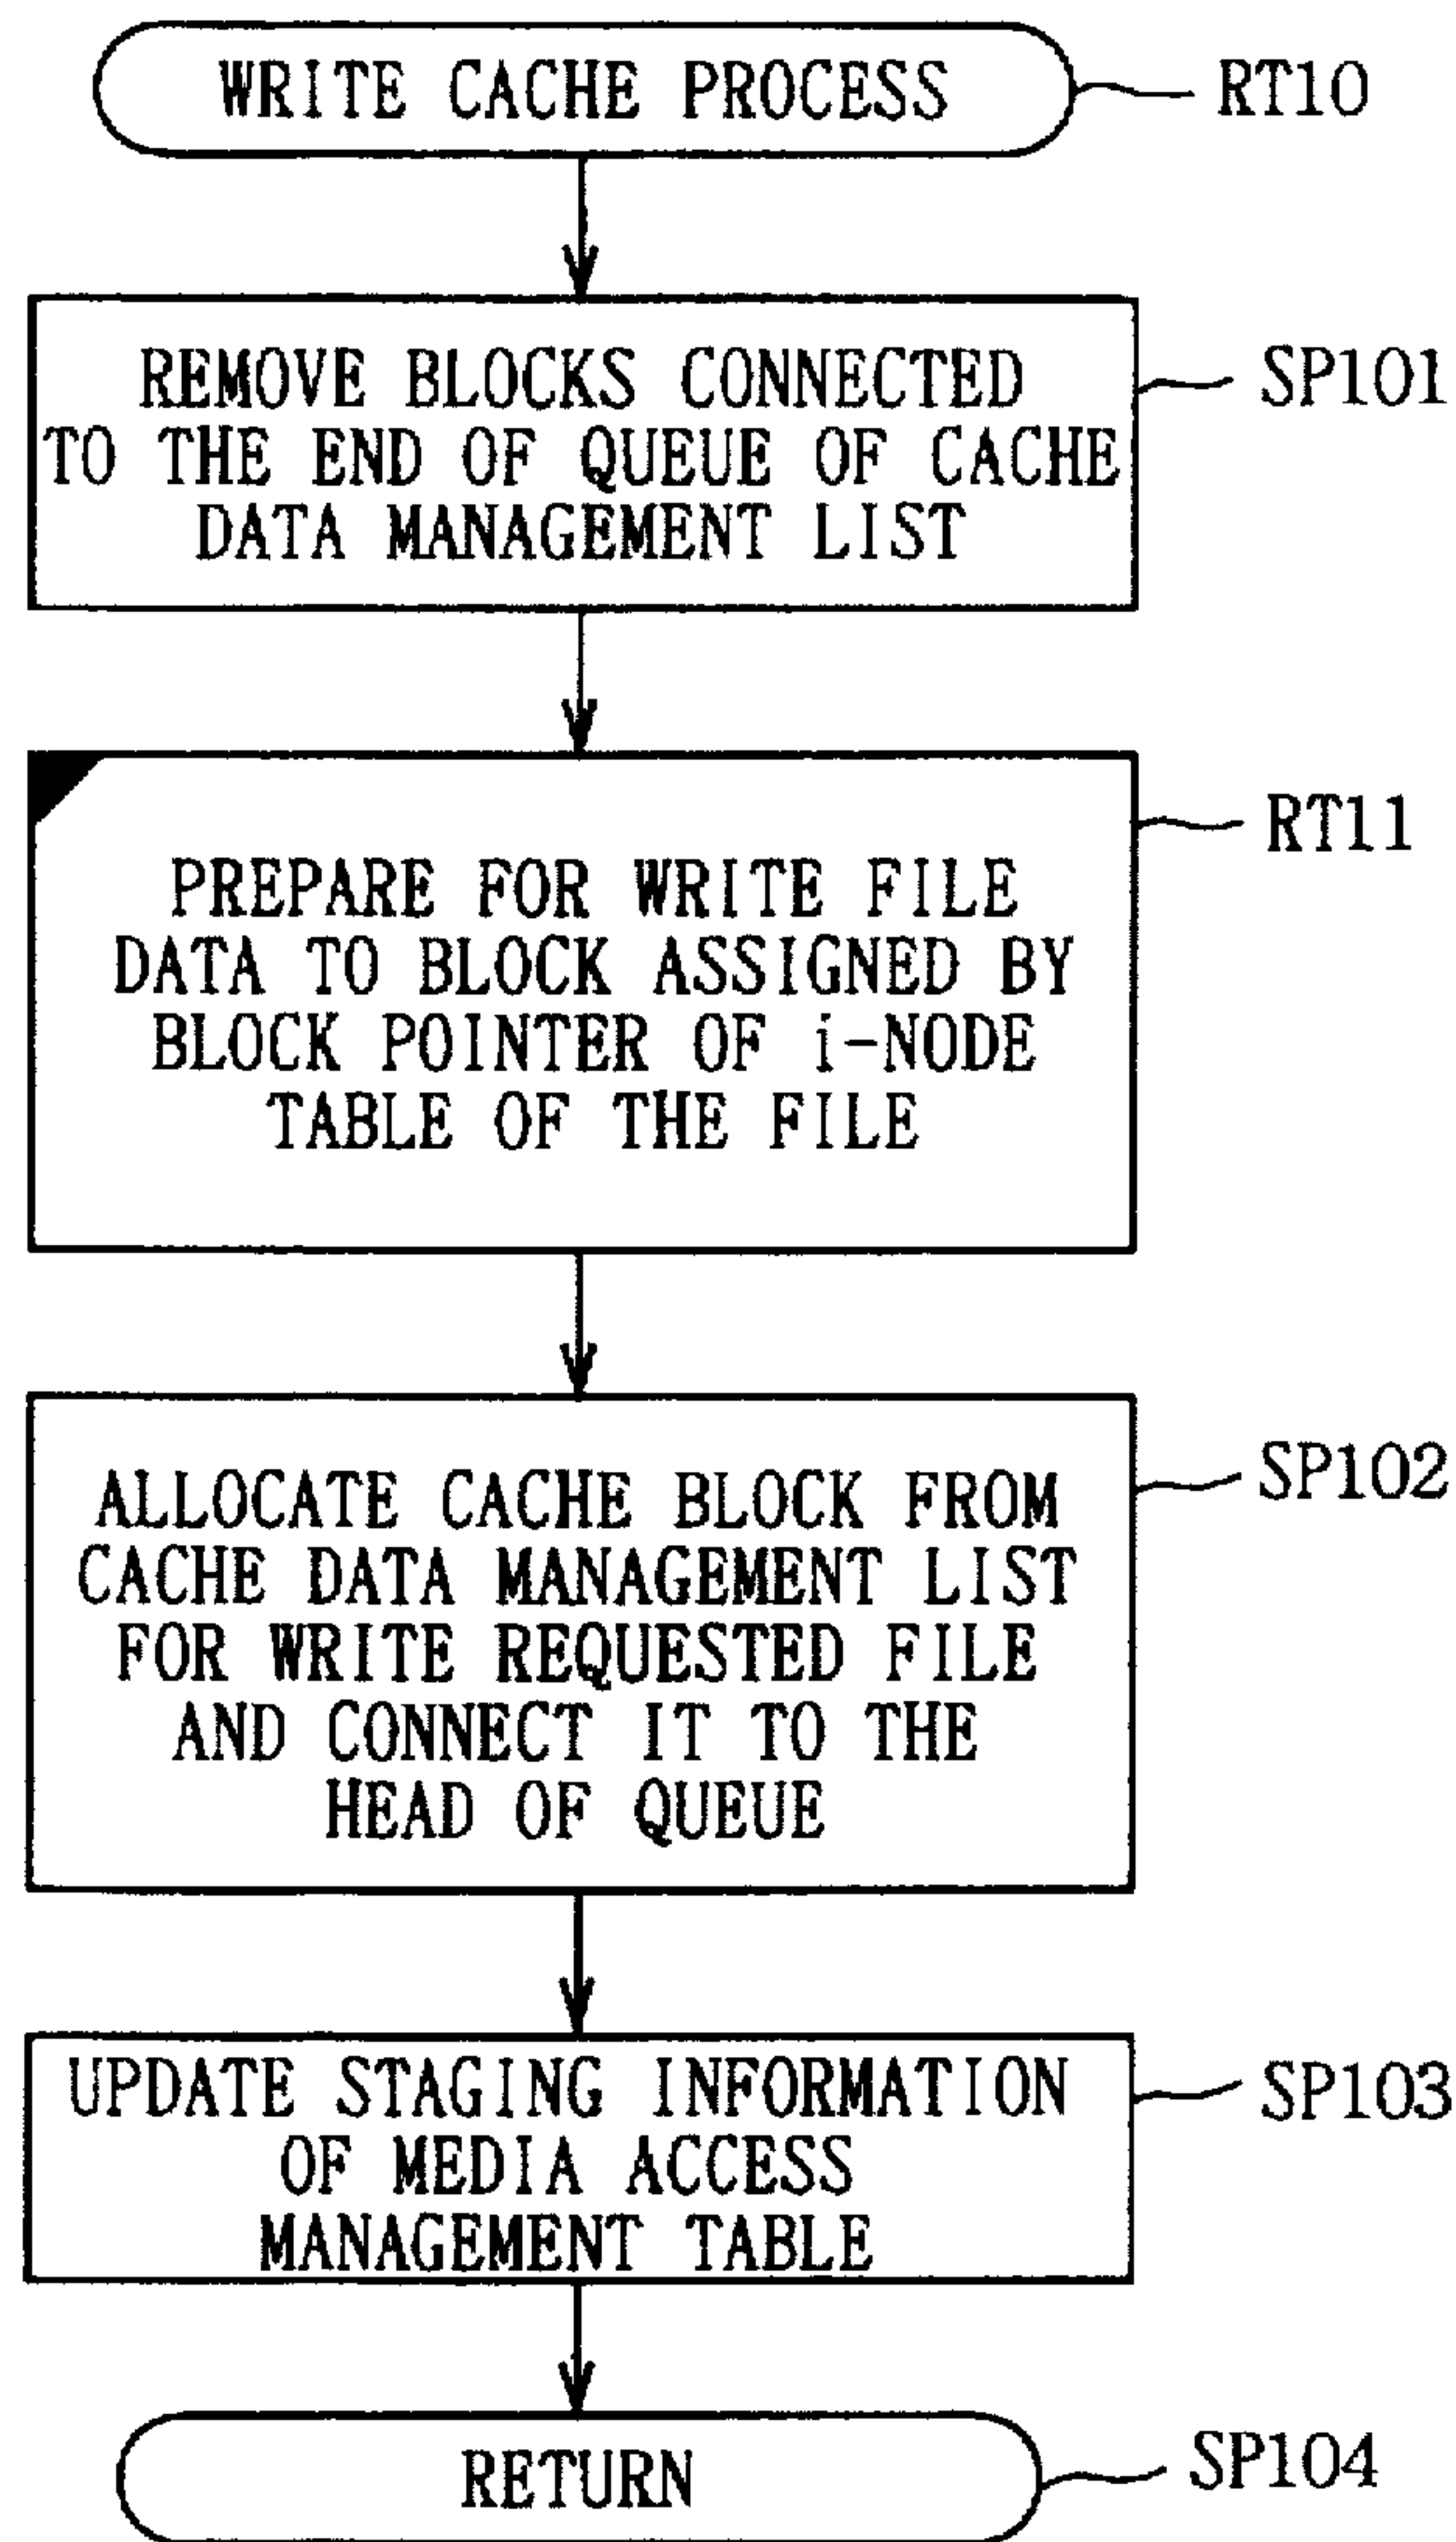 WRITE CACHE PROCESS
RT10
REMOVE BLOCKS CONNECTED
TO THE END OF QUEUE OF CACHE
DATA MANAGEMENT LIST
SP101
PREPARE FOR WRITE FILE
DATA TO BLOCK ASSIGNED BY
BLOCK POINTER OF i-NODE
TABLE OF THE FILE
RT11
ALLOCATE CACHE BLOCK FROM
CACHE DATA MANAGEMENT LIST
FOR WRITE REQUESTED FILE
AND CONNECT IT TO THE
HEAD OF QUEUE
SP102
UPDATE STAGING INFORMATION
OF MEDIA ACCESS
MANAGEMENT TABLE
SP103
RETURN
SP104